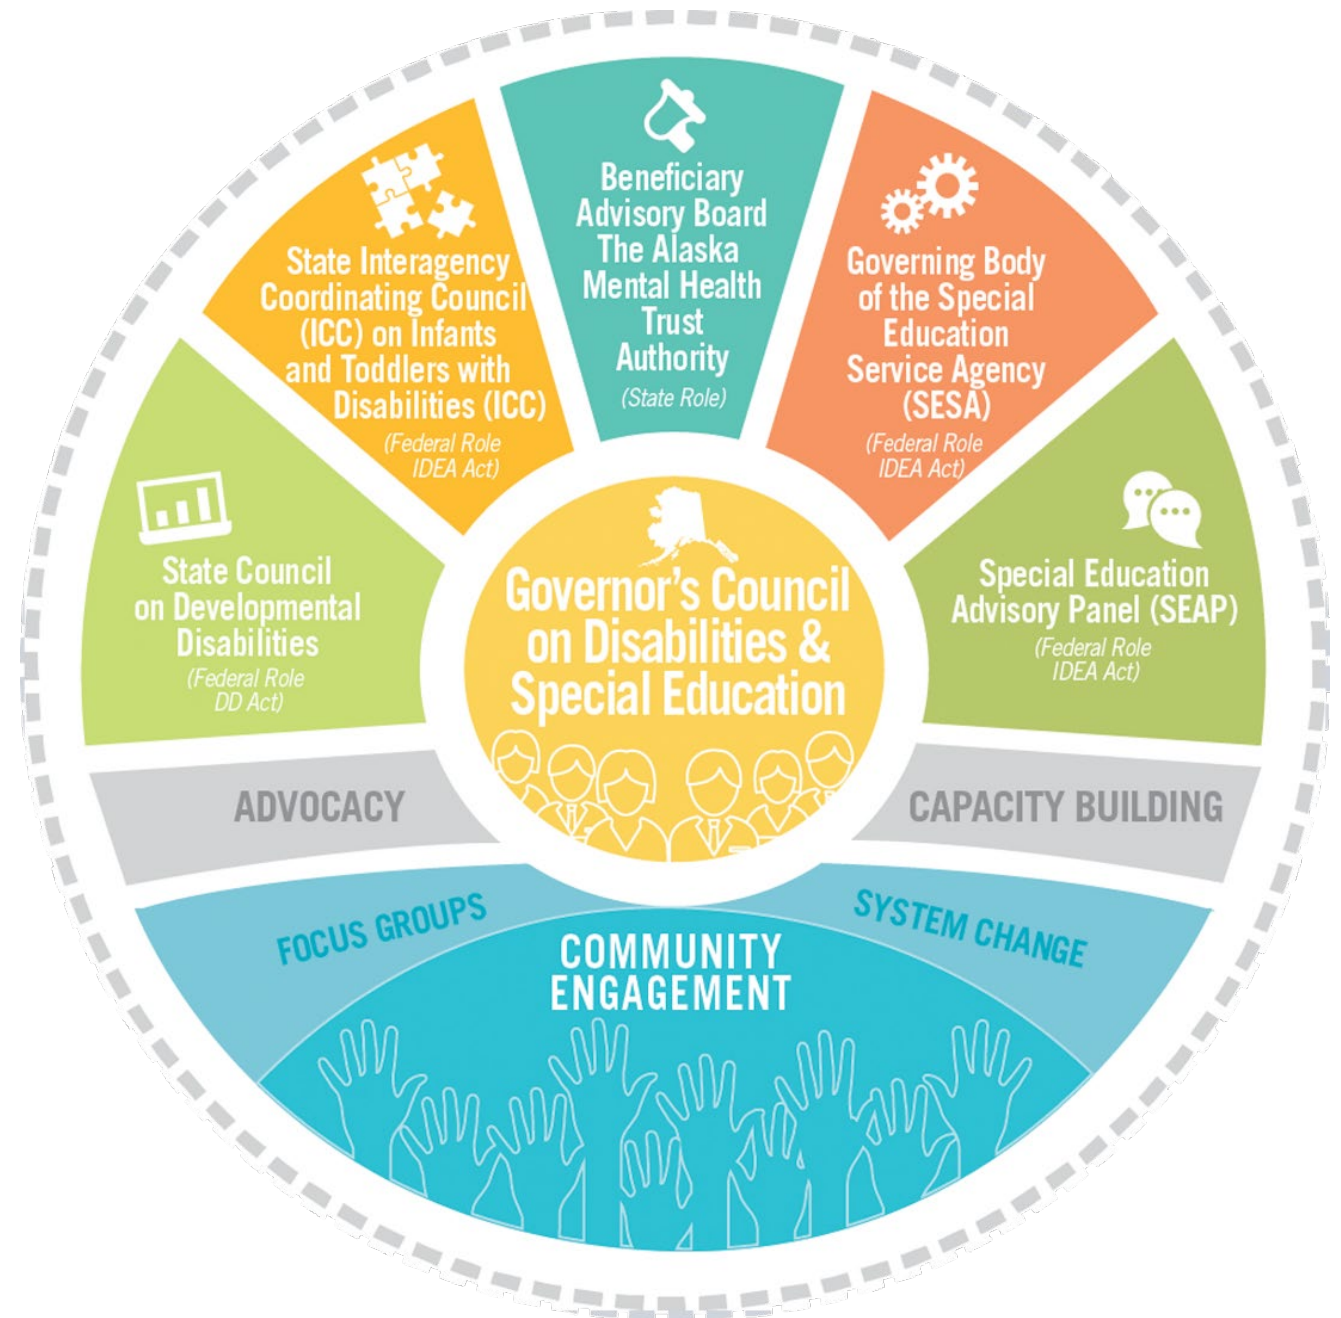 Beneficiary
Advisory Board
The Alaska
Mental Health
Trust
Authority
(State Role)
State Interagency
Coordinating Council
(ICC) on Infants
and Toddlers with
Disabilities (ICC)
(Federal Role
IDEA Act)
Governing Body
of the Special
Education
Service Agency
(SESA)
(Federal Role
IDEA Act)
State Council
on Developmental
Disabilities
(Federal Role
DD Act)
Governor's Council
on Disabilities &
Special Education
Special Education
Advisory Panel (SEAP)
(Federal Role
IDEA Act)
ADVOCACY
CAPACITY BUILDING
FOCUS GROUPS
SYSTEM CHANGE
COMMUNITY
ENGAGEMENT